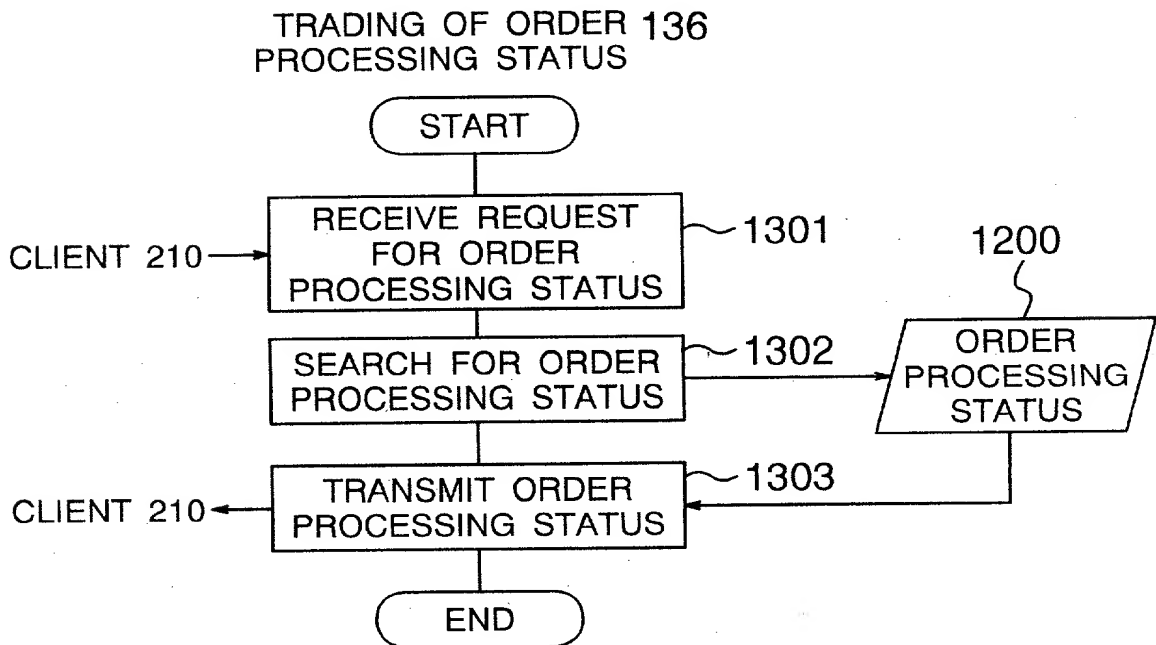 TRADING OF ORDER 136
PROCESSING STATUS
START
RECEIVE REQUEST
FOR ORDER
PROCESSING STATUS
1301
CLIENT 210
1200
SEARCH FOR ORDER
PROCESSING STATUS
1302
ORDER
PROCESSING
STATUS
TRANSMIT ORDER
PROCESSING STATUS
1303
CLIENT 210
END